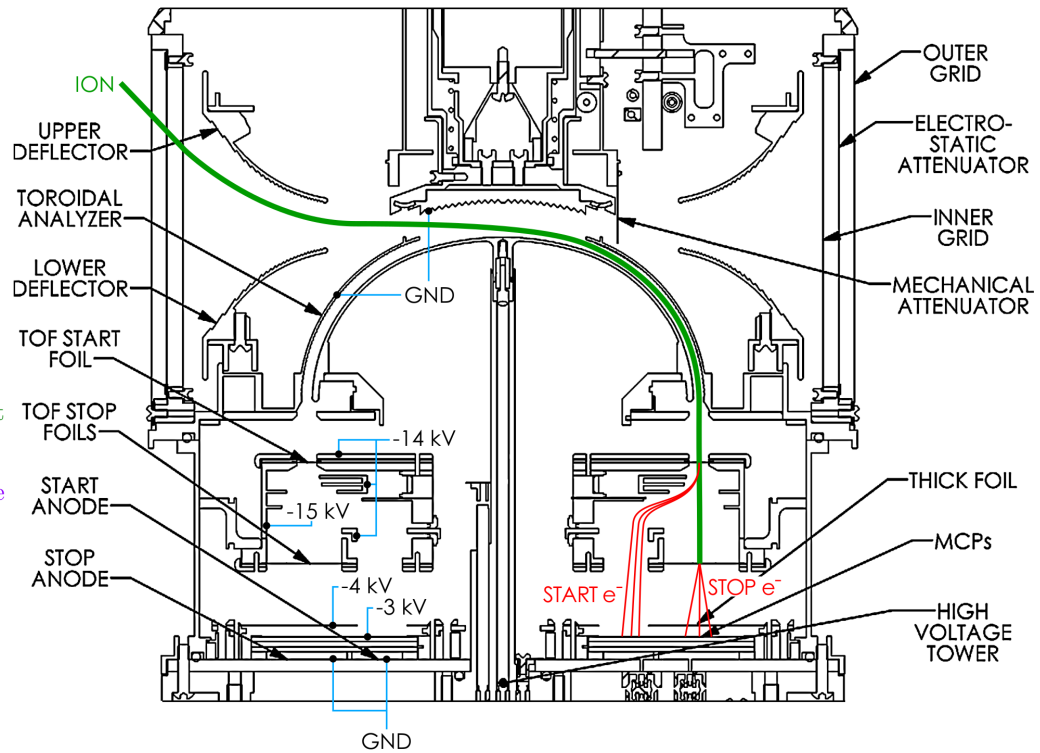 ION
UPPER
DEFLECTOR
TOROIDAL
ANALYZER
LOWER
DEFLECTOR
TOF START
FOIL
TOF STOP
FOILS
START
ANODE
STOP
ANODE
OUTER
GRID
ELECTRO-
STATIC
ATTENUATOR
INNER
GRID
MECHANICAL
ATTENUATOR
GND
-14 kV
-15 kV
-4 kV
-3 kV
THICK FOIL
MCPs
START e-
STOP e-
HIGH
VOLTAGE
TOWER
GND
t
e